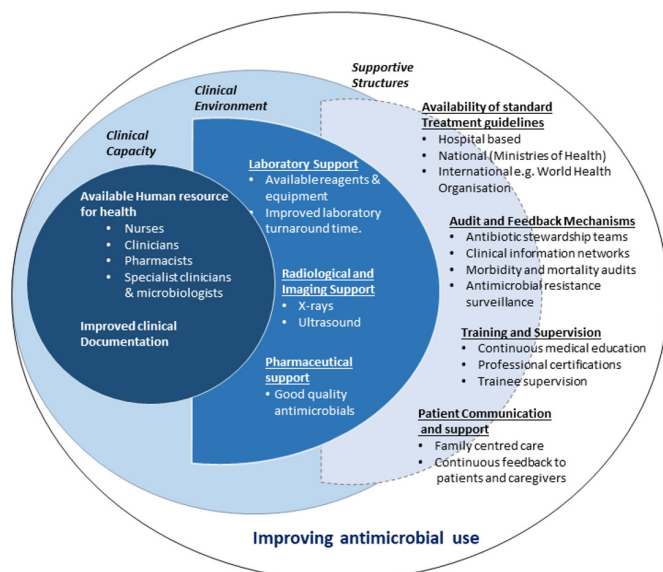 Supportive
Structures
Clinical
Environment
Clinical
Capacity
Available Human resource
for health
• Nurses
• Clinicians
• Pharmacists
• Specialist clinicians
& microbiologists
Improved clinical
Documentation
Laboratory Support
• Available reagents &
equipment
• Improved laboratory
turnaround time.
Radiological and
Imaging Support
• X-rays
• Ultrasound
Pharmaceutical
support
• Good quality
antimicrobials
Availability of standard
Treatment guidelines
• Hospital based
• National (Ministries of Health)
• International e.g. World Health
Organisation
Audit and Feedback Mechanisms
• Antibiotic stewardship teams
• Clinical information networks
• Morbidity and mortality audits
• Antimicrobial resistance
surveillance
Training and Supervision
• Continuous medical education
• Professional certifications
• Trainee supervision
Patient Communication
and support
• Family centred care
• Continuous feedback to
patients and caregivers
Improving antimicrobial use